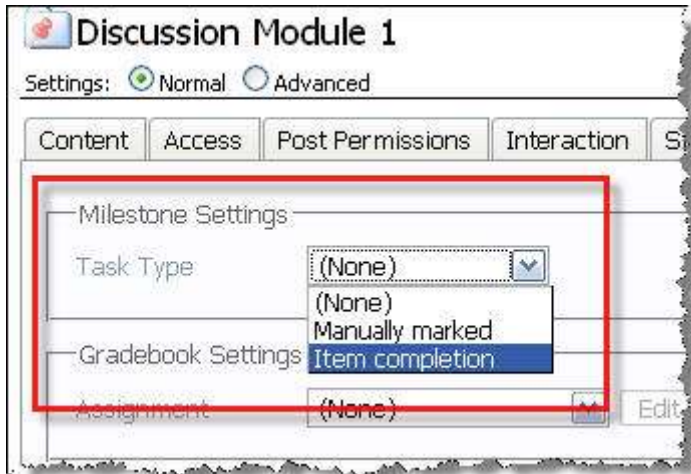 Discussion Module 1
Settings: Normal Advanced
Content Access Post Permissions Interaction
Milestone Settings
Task Type (None)
(None)
Manually marked
Gradebook Settings Item completion
Assignment (None) Edit